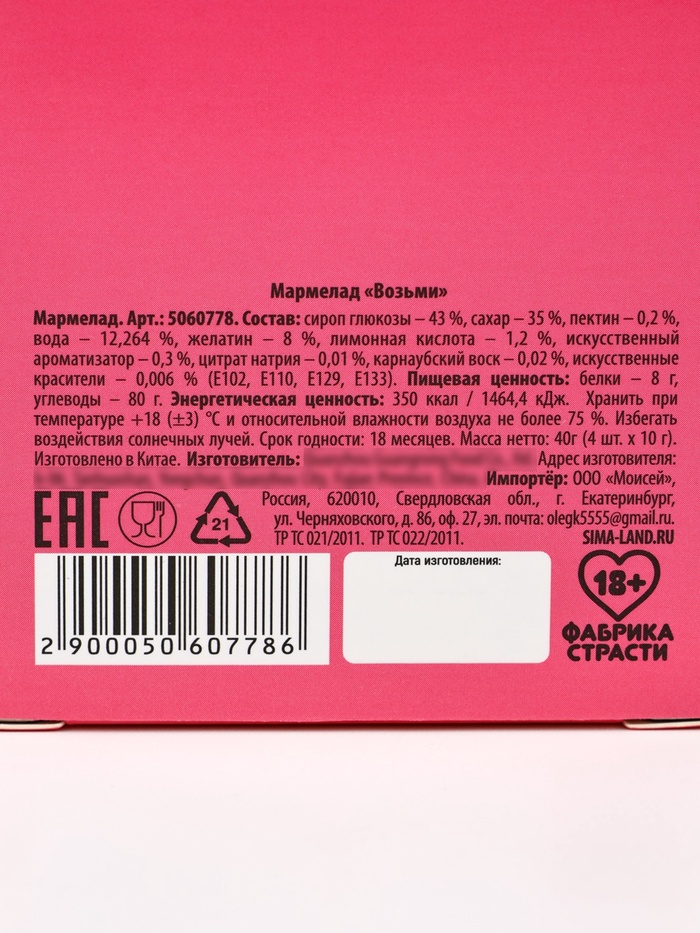 Мармелад «Возьми»
Мармелад. Арт.: 5060778. Состав: сироп глюкозы – 43 %, сахар – 35 %, пектин – 0,2 %,
вода – 12,264 %, желатин – 8 %, лимонная кислота – 1,2 %, искусственный
ароматизатор – 0,3 %, цитрат натрия – 0,01 %, карнаубский воск – 0,02 %, искусственные
красители – 0,006 % (E102, E110, E129, E133). Пищевая ценность: белки – 8 г,
углеводы – 80 г. Энергетическая ценность: 350 ккал / 1464,4 кДж. Хранить при
температуре +18 (±3) °C и относительной влажности воздуха не более 75 %. Избегать
воздействия солнечных лучей. Срок годности: 18 месяцев. Масса нетто: 40г (4 шт. х 10 г.).
Изготовлено в Китае. Изготовитель: Адрес изготовителя:
Импортёр: ООО «Моисей»,
Россия, 620010, Свердловская обл., г. Екатеринбург,
ул. Черняховского, д. 86, оф. 27, эл. почта: olegk5555@gmail.ru.
ТР ТС 021/2011. ТР ТС 022/2011. SIMA-LAND.RU
EAC
21
2 900050 607786
Дата изготовления:
18+
ФАБРИКА
СТРАСТИ